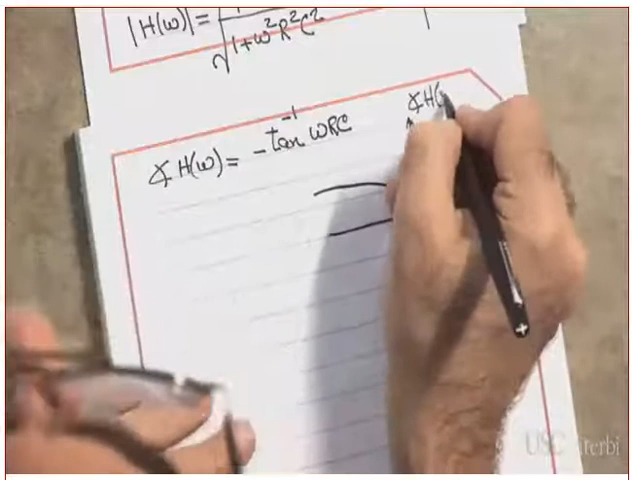 |H(ω)| = 1/√(1+ω²R²C²)
∡H(ω) = -tan⁻¹ ωRC
∡H(
USC Viterbi